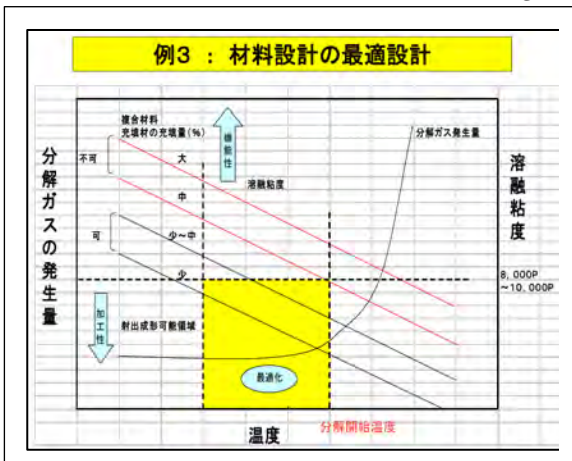 例3 : 材料設計の最適設計
複合材料
充填材の充填量(%)
機能性
分解ガス発生量
不可
大
溶融粘度
中
可
少~中
少
分解ガスの発生量
溶融粘度
8,000P
~10,000P
加工性
射出成形可能領域
最適化
温度
分解開始温度